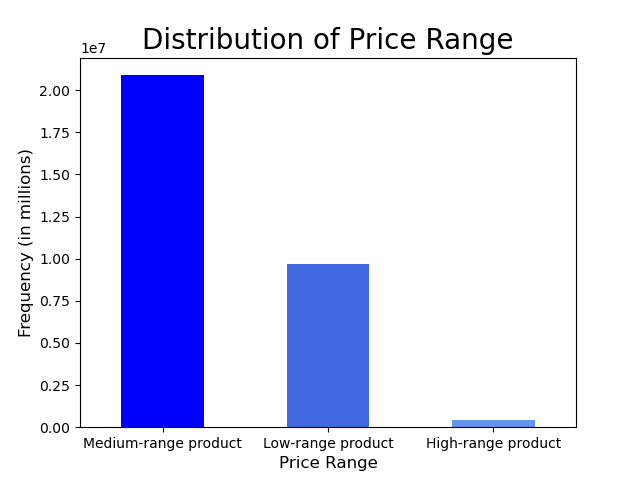 Distribution of Price Range
1e7
2.00
1.75
1.50
1.25
1.00
0.75
0.50
0.25
0.00
Frequency (in millions)
Medium-range product Low-range product High-range product
Price Range